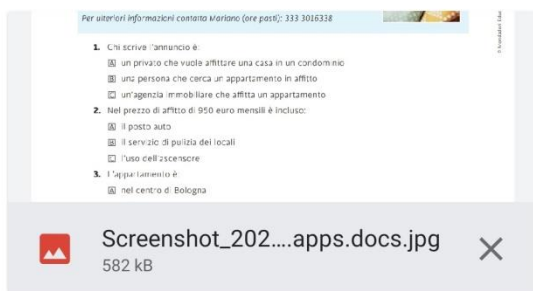 Per ulteriori informazioni contatta Mariano (ore pasti): 333 3016338
1. Chi scrive l'annuncio è:
A un privato che vuole affittare una casa in un condominio
B una persona che cerca un appartamento in affitto
C un'agenzia immobiliare che affitta un appartamento
2. Nel prezzo di affitto di 950 euro mensili è incluso:
A il posto auto
B il servizio di pulizia dei locali
C l'uso dell'ascensore
3. L'appartamento è
A nel centro di Bologna
Screenshot_202....apps.docs.jpg
582 kB